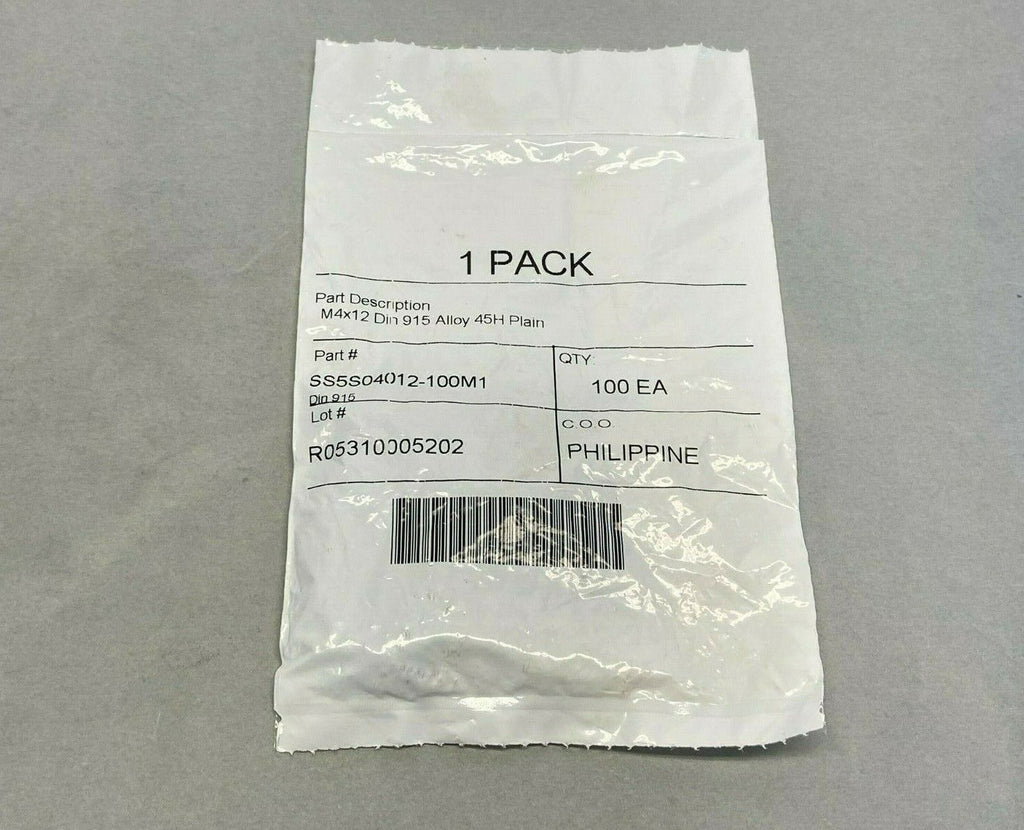 1 PACK
Part Description
M4x12 Din 915 Alloy 45H Plain
Part #
SS5S04012-100M1
Din 915
QTY:
100 EA
Lot #
R05310005202
C.O.O.
PHILIPPINE